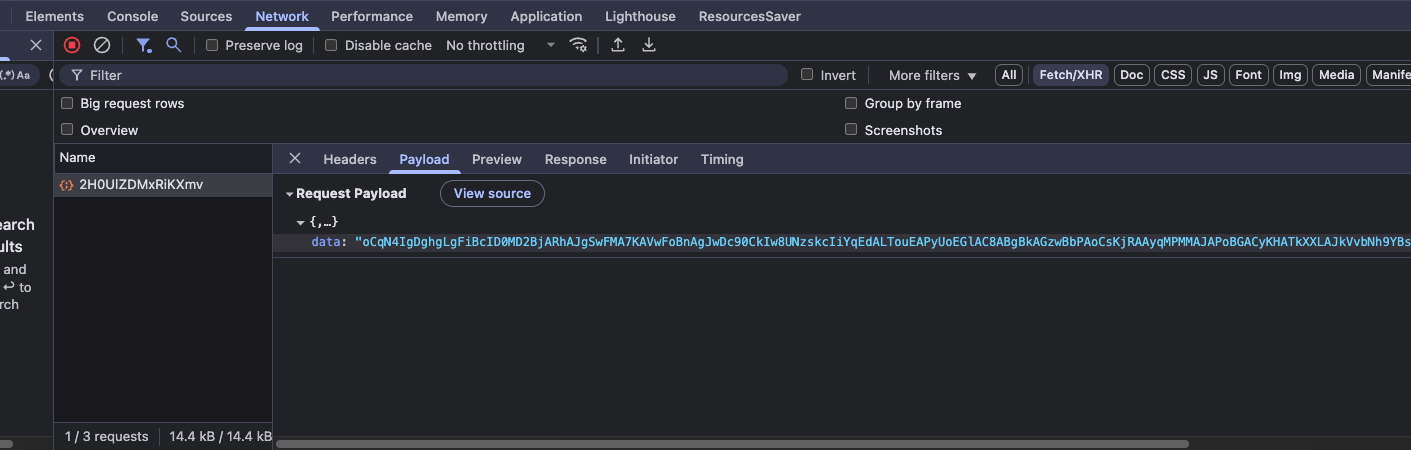 Elements Console Sources Network Performance Memory Application Lighthouse ResourcesSaver
Preserve log Disable cache No throttling
(.*) Aa Filter Invert More filters All Fetch/XHR Doc CSS JS Font Img Media Manife
Big request rows Group by frame
Overview Screenshots
Name Headers Payload Preview Response Initiator Timing
2H0UlZDMxRiKXmv
Request Payload View source
{,…}
data: "oCqN4IgDghgLgFiBcID0MD2BjARhAJgSwFMA7KAVwFoBnAgJwDc90CkIw8UNzskcIiYqEdALTouEAPyUoEGlAC8ABgBkAGzwBbPAoCsKjRAAyqMPMMAJAPoBGACyKHATkXXLAJkVvbNh9YBs
earch
ults
and
↩ to
rch
1 / 3 requests 14.4 kB / 14.4 kB